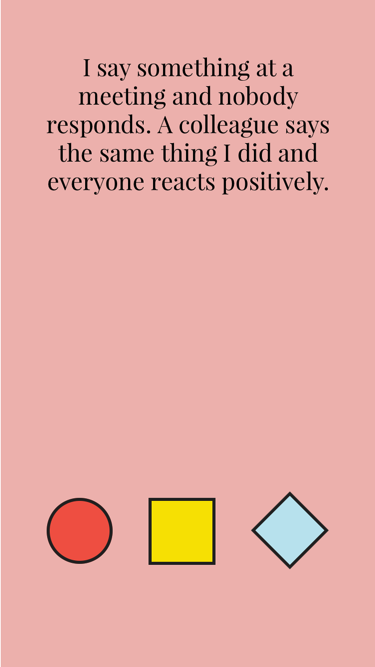 I say something at a
meeting and nobody
responds. A colleague says
the same thing I did and
everyone reacts positively.